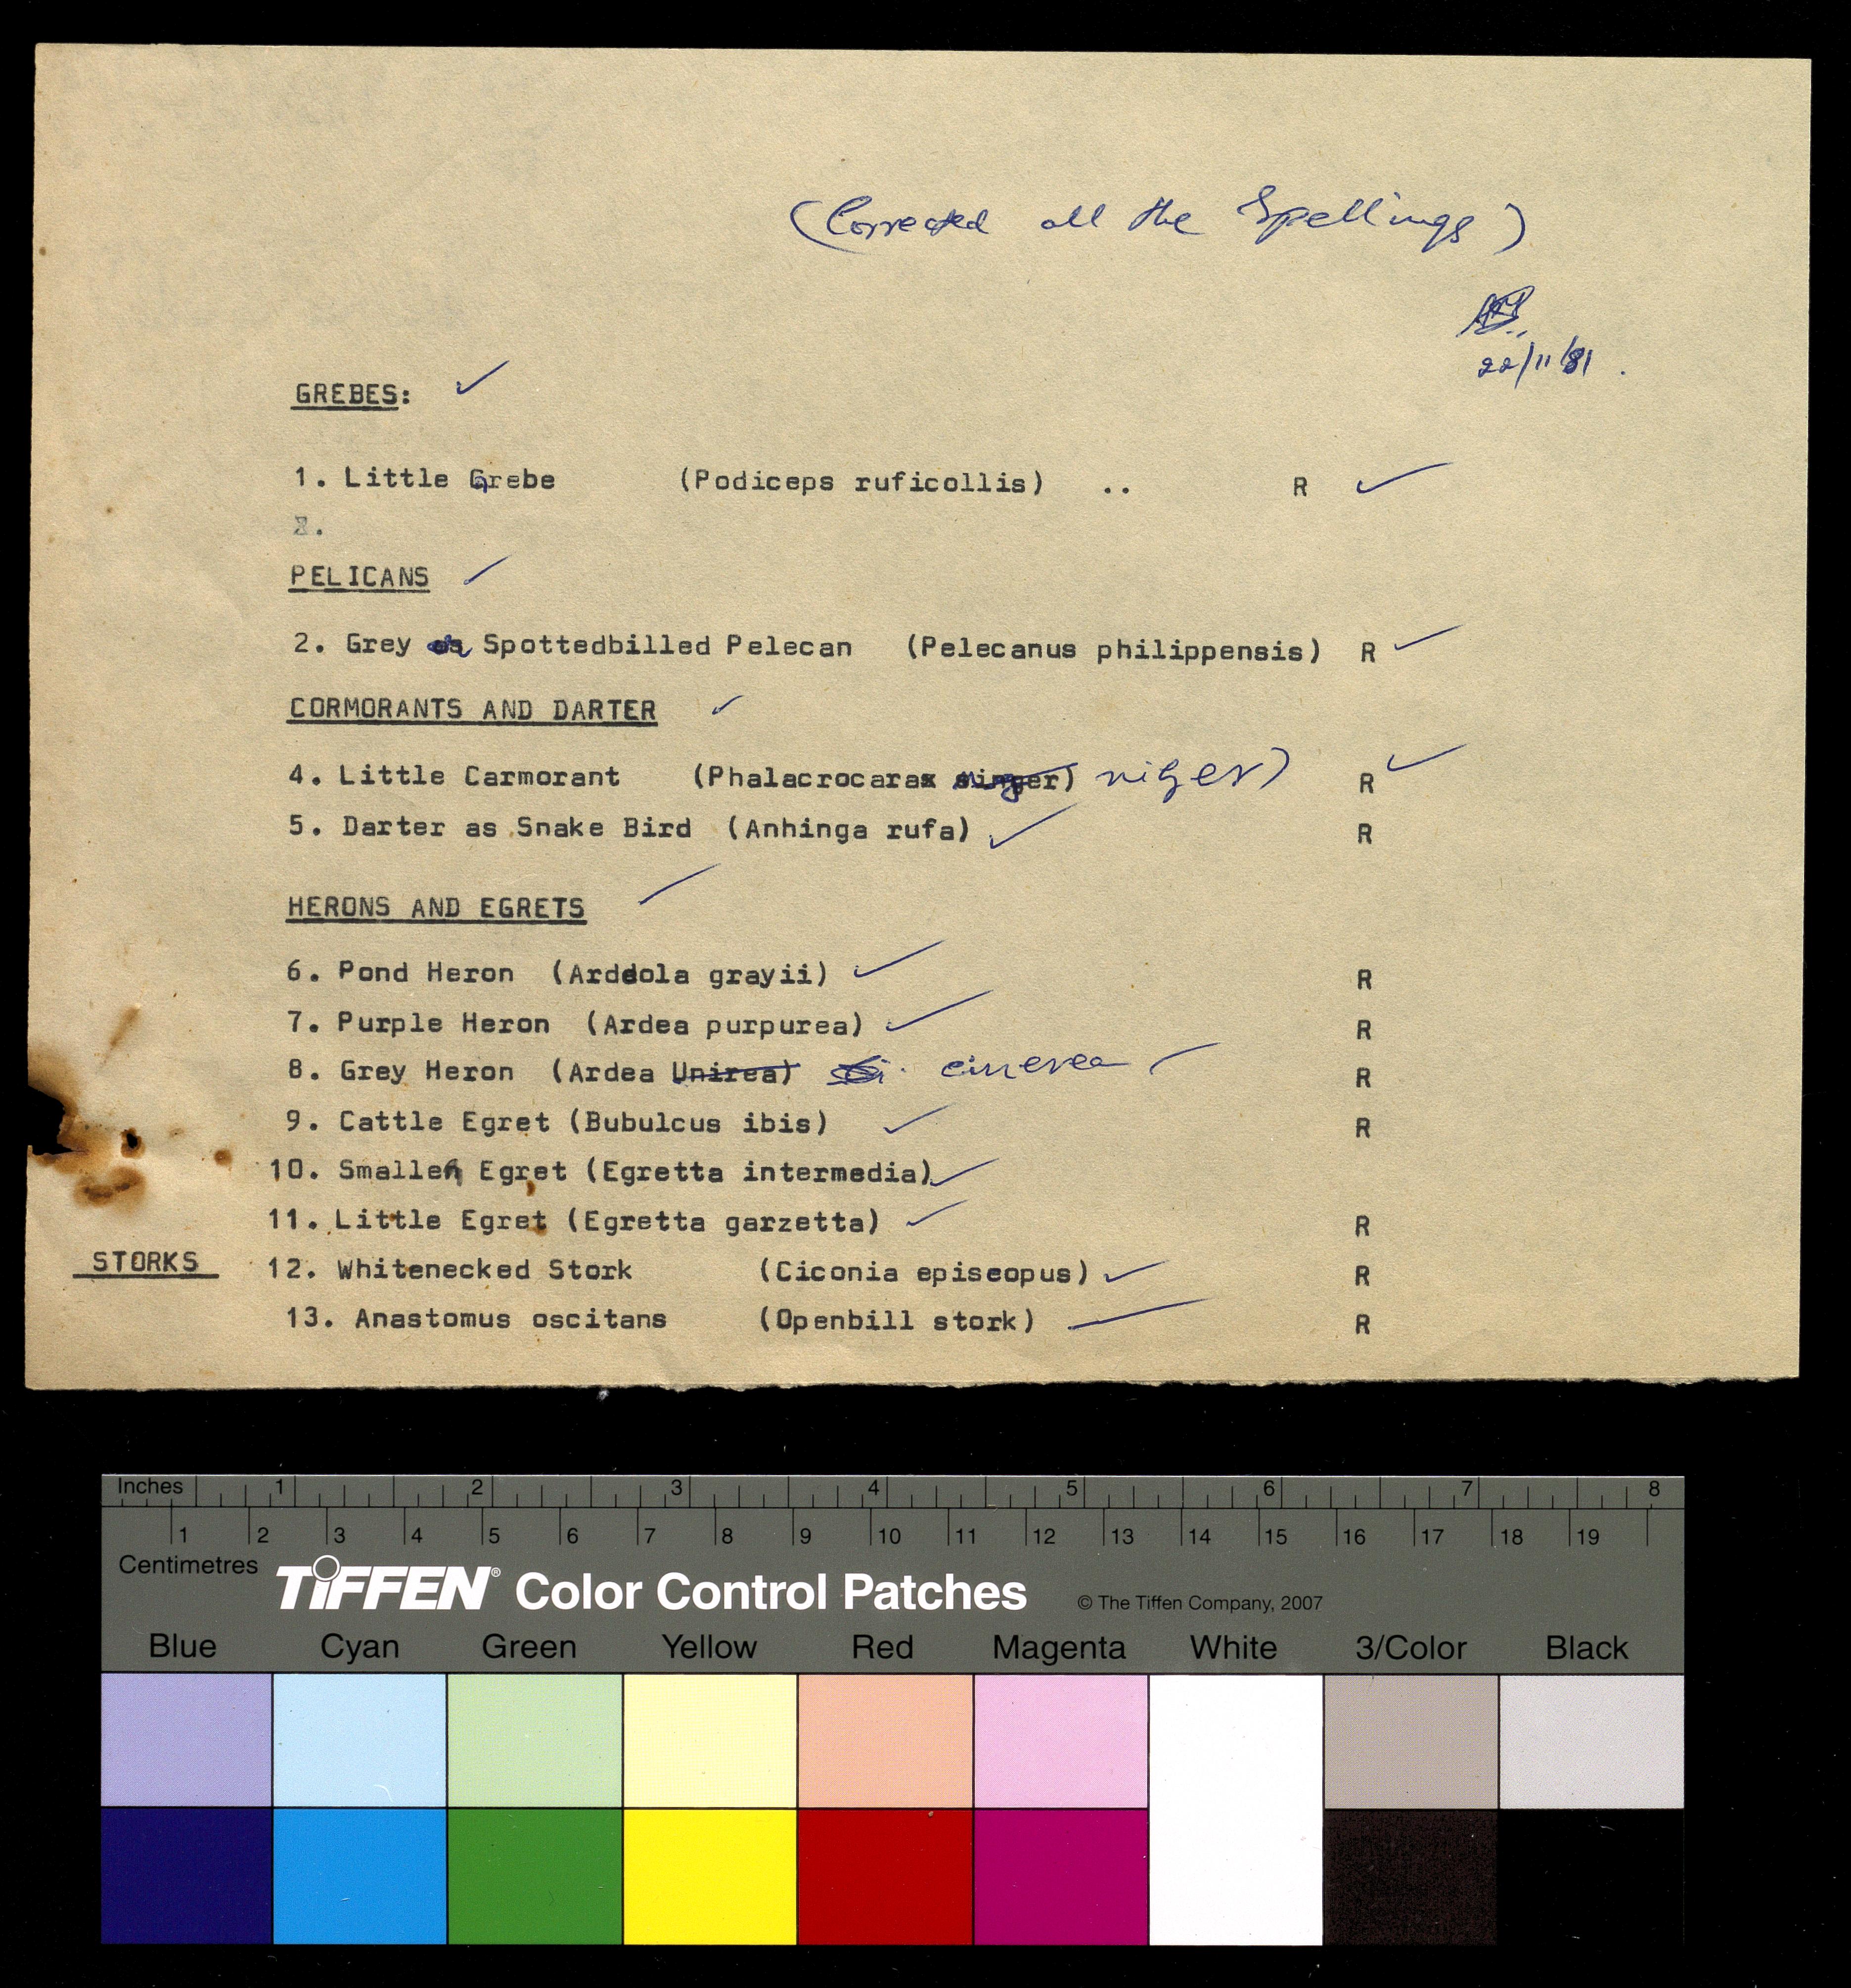 (Corrected all the Spellings)
22/11/81.
GREBES:
1. Little Grebe (Podiceps ruficollis) .. R
2.
PELICANS
2. Grey Spottedbilled Pelecan (Pelecanus philippensis) R
CORMORANTS AND DARTER
4. Little Carmorant (Phalacrocarax niger) R
5. Darter as Snake Bird (Anhinga rufa) R
HERONS AND EGRETS
6. Pond Heron (Ardeola grayii) R
7. Purple Heron (Ardea purpurea) R
8. Grey Heron (Ardea Unirea) cinerea R
9. Cattle Egret (Bubulcus ibis) R
10. Smaller Egret (Egretta intermedia)
11. Little Egret (Egretta garzetta) R
STORKS 12. Whitenecked Stork (Ciconia episeopus) R
13. Anastomus oscitans (Openbill stork) R
Inches 1 2 3 4 5 6 7 8
1 2 3 4 5 6 7 8 9 10 11 12 13 14 15 16 17 18 19
Centimetres
TIFFEN® Color Control Patches © The Tiffen Company, 2007
Blue Cyan Green Yellow Red Magenta White 3/Color Black